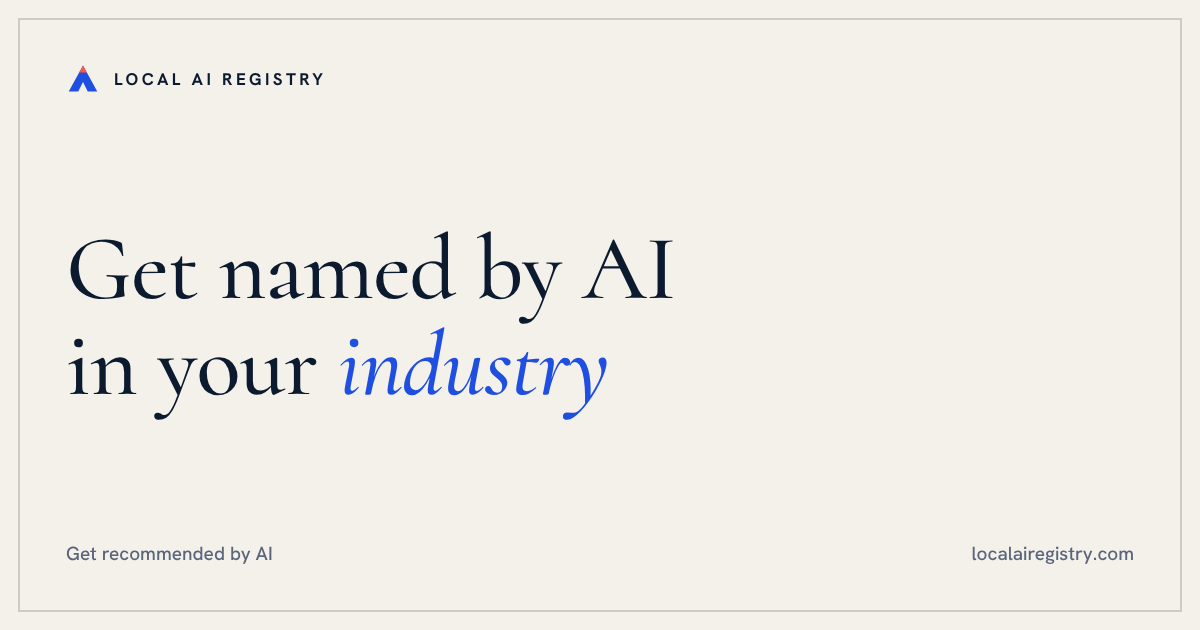 LOCAL AI REGISTRY
Get named by AI
in your industry
Get recommended by AI
localairegistry.com